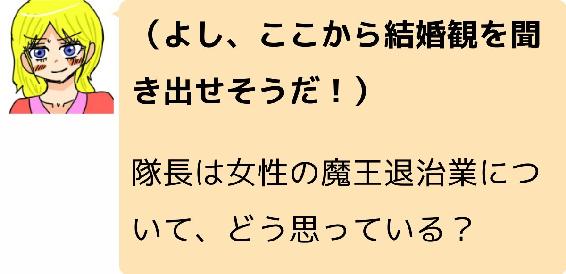 （よし、ここから結婚観を聞
き出せそうだ！）
隊長は女性の魔王退治業につ
いて、どう思っている？